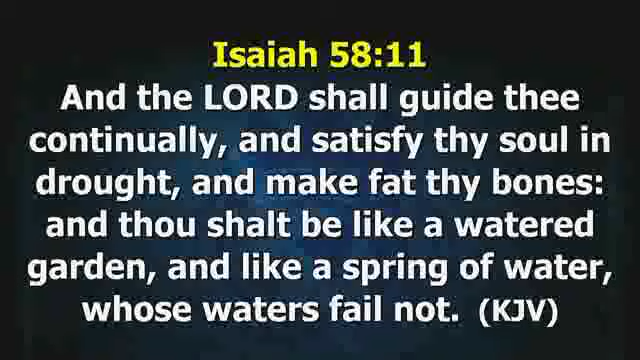 Isaiah 58:11
And the LORD shall guide thee
continually, and satisfy thy soul in
drought, and make fat thy bones:
and thou shalt be like a watered
garden, and like a spring of water,
whose waters fail not. (KJV)